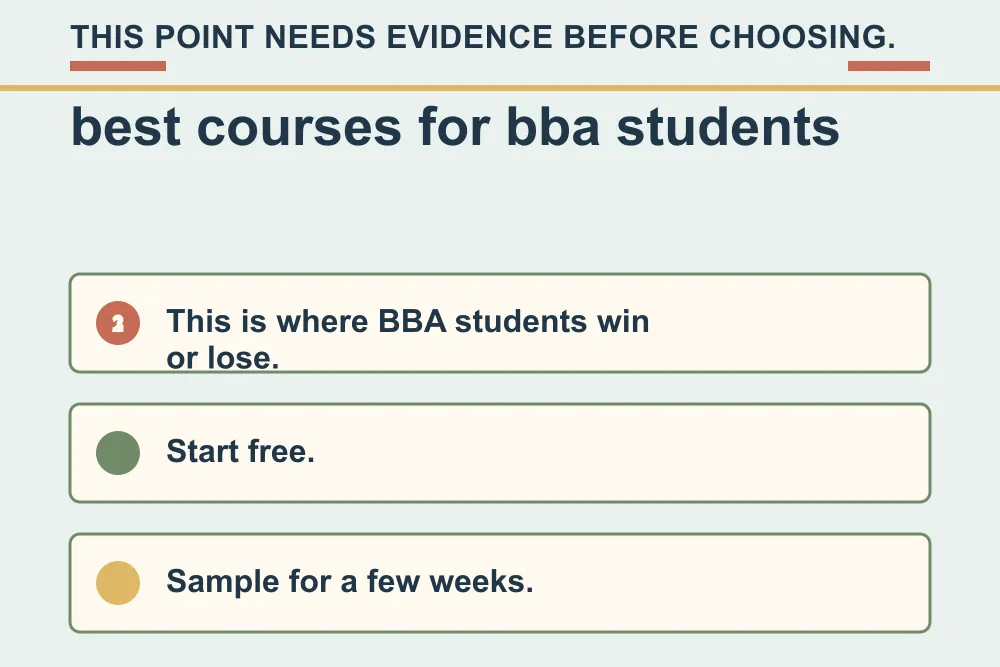 THIS POINT NEEDS EVIDENCE BEFORE CHOOSING.
best courses for bba students
This is where BBA students win
or lose.
Start free.
Sample for a few weeks.